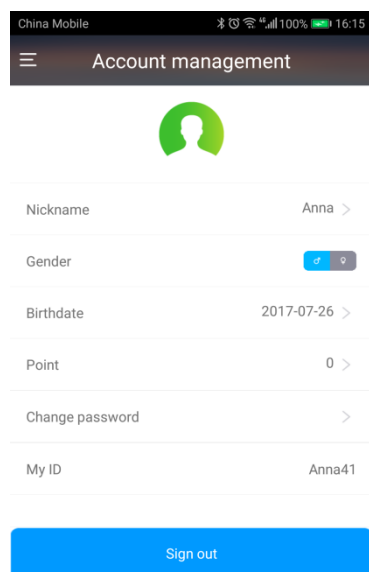 China Mobile 46 100% 16:15
Account management
Nickname Anna
Gender
Birthdate 2017-07-26
Point 0
Change password
My ID Anna41
Sign out